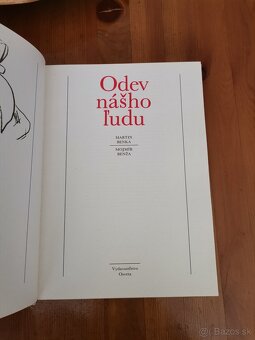 Odev
nášho
ľudu
MARTIN
BENKA
MOJMÍR
BENŽA
Vydavateľstvo
Osveta
Bazos.sk